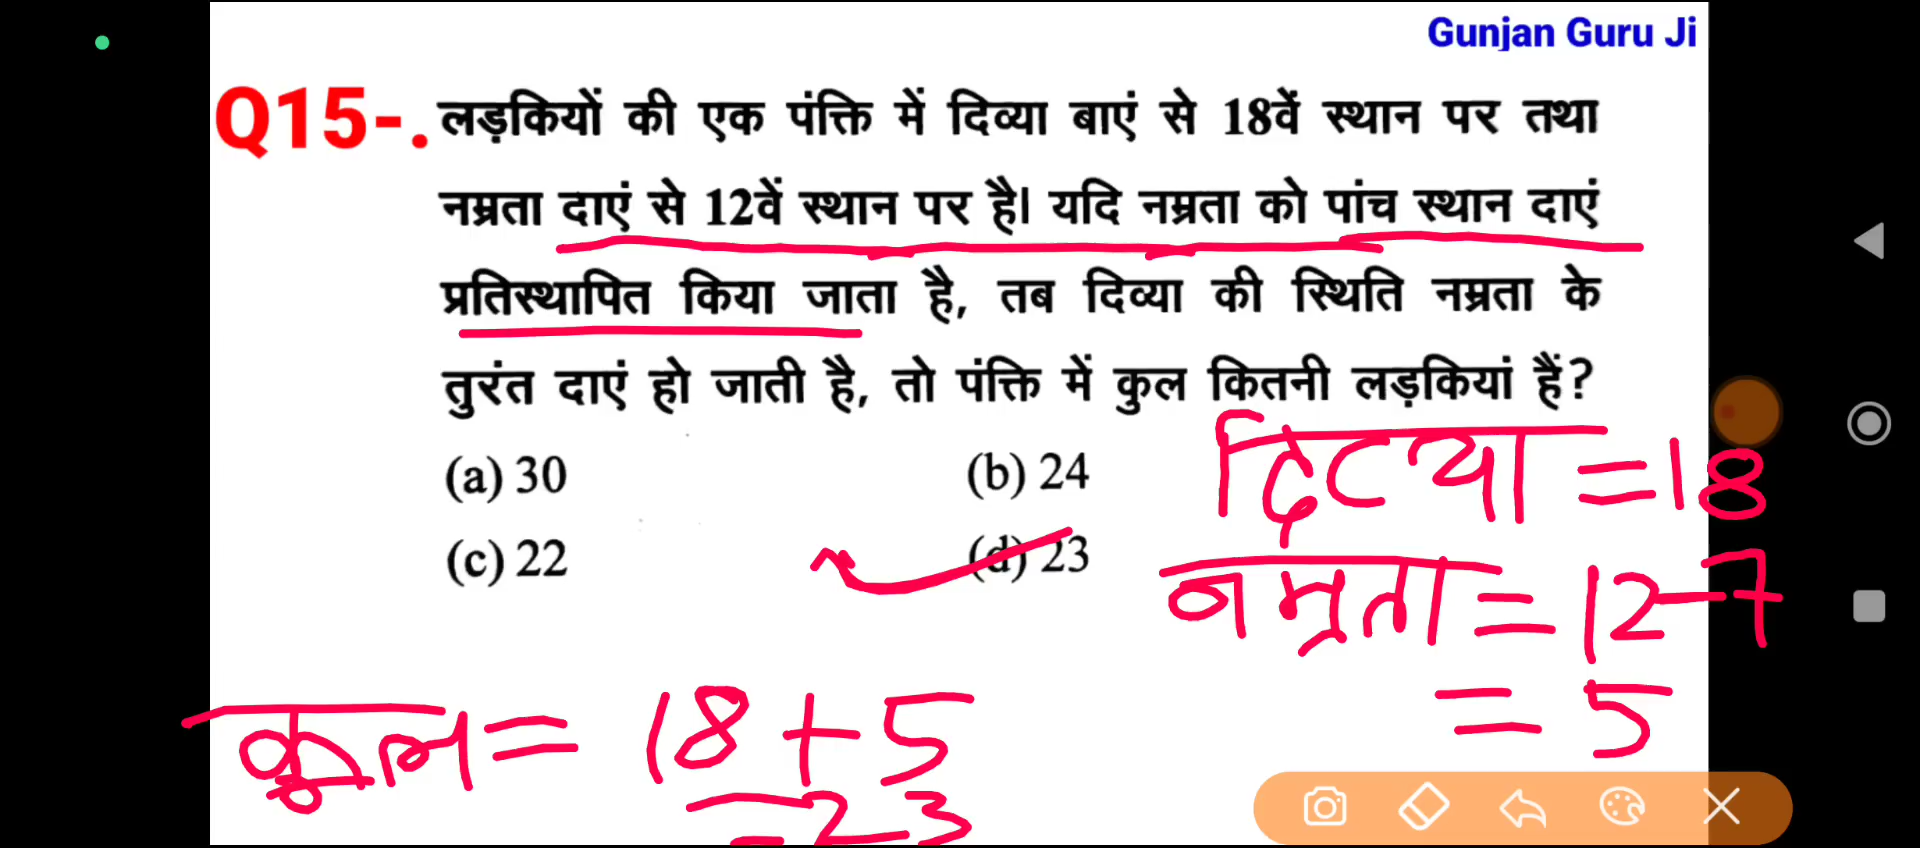 Gunjan Guru Ji
Q15-. लड़कियों की एक पंक्ति में दिव्या बाएं से 18वें स्थान पर तथा
नम्रता दाएं से 12वें स्थान पर है। यदि नम्रता को पांच स्थान दाएं
प्रतिस्थापित किया जाता है, तब दिव्या की स्थिति नम्रता के
तुरंत दाएं हो जाती है, तो पंक्ति में कुल कितनी लड़कियां हैं?
(a) 30 (b) 24
(c) 22 (d) 23
दिव्या = 18
नम्रता = 12-7
= 5
कुल = 18+5
= 23